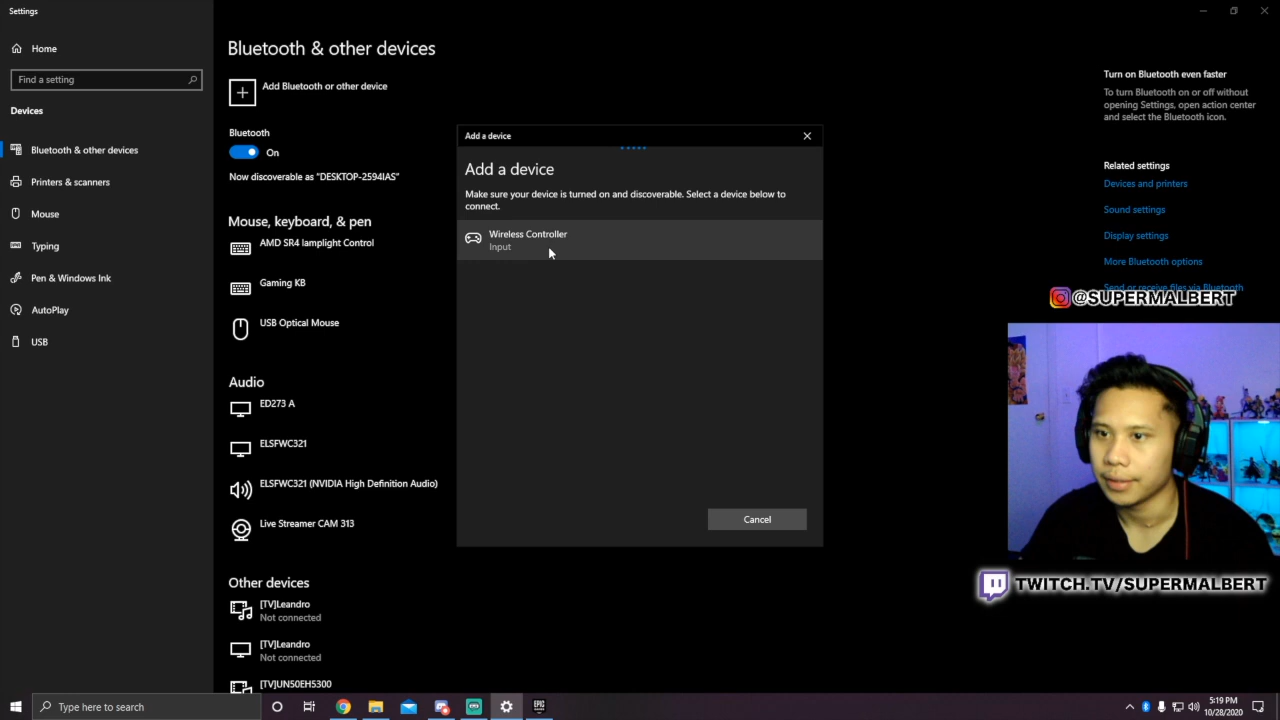 Settings
Home
Find a setting
Devices
Bluetooth & other devices
Printers & scanners
Mouse
Typing
Pen & Windows Ink
AutoPlay
USB
Bluetooth & other devices
Add Bluetooth or other device
Bluetooth
On
Now discoverable as “DESKTOP-2594IAS”
Mouse, keyboard, & pen
AMD SR4 lamplight Control
Gaming KB
USB Optical Mouse
Audio
ED273 A
ELSFWC321
ELSFWC321 (NVIDIA High Definition Audio)
Live Streamer CAM 313
Other devices
[TV]Leandro
Not connected
[TV]Leandro
Not connected
[TV]UN50EH5300
Add a device
Add a device
Make sure your device is turned on and discoverable. Select a device below to
connect.
Wireless Controller
Input
Cancel
Turn on Bluetooth even faster
To turn Bluetooth on or off without
opening Settings, open action center
and select the Bluetooth icon.
Related settings
Devices and printers
Sound settings
Display settings
More Bluetooth options
Send or receive files via Bluetooth
@SUPERMALBERT
TWITCH.TV/SUPERMALBERT
Type here to search
EPIC
5:19 PM
10/28/2020